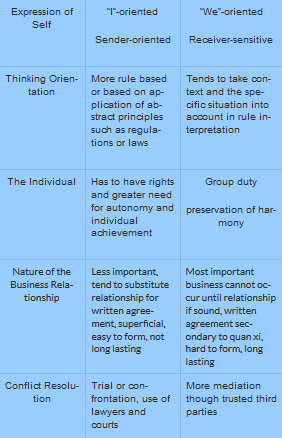 Expression of
Self
"I"-oriented
Sender-oriented
"We"-oriented
Receiver-sensitive
Thinking Orien-
tation
More rule based
or based on ap-
plication of ab-
stract principles
such as regula-
tions or laws
Tends to take con-
text and the spe-
cific situation into
account in rule in-
terpretation
The Individual
Has to have rights
and greater need
for autonomy and
individual
achievement
Group duty
preservation of har-
mony
Nature of the
Business Rela-
tionship
Less important,
tend to substitute
relationship for
written agree-
ment, superficial,
easy to form, not
long lasting
Most important
business cannot oc-
cur until relationship
if sound, written
agreement sec-
ondary to quan xi,
hard to form, long
lasting
Conflict Resolu-
tion
Trial or con-
frontation, use of
lawyers and
courts
More mediation
though trusted third
parties